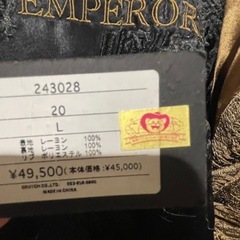 EMPEROR
243028
20
L
表地 レーヨン 100%
裏地 レーヨン 100%
リブ ポリエステル 100%
¥49,500(本体価格:¥45,000)
MADE IN CHINA